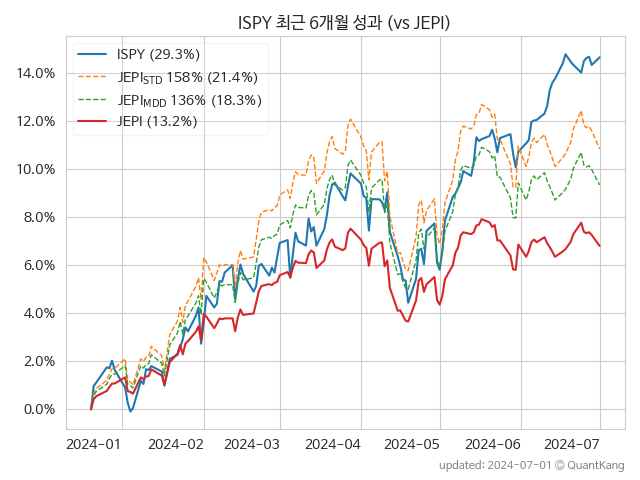 ISPY 최근 6개월 성과 (vs JEPI)
ISPY (29.3%)
JEPI_STD 158% (21.4%)
JEPI_MDD 136% (18.3%)
JEPI (13.2%)
14.0%
12.0%
10.0%
8.0%
6.0%
4.0%
2.0%
0.0%
2024-01 2024-02 2024-03 2024-04 2024-05 2024-06 2024-07
updated: 2024-07-01 © QuantKang